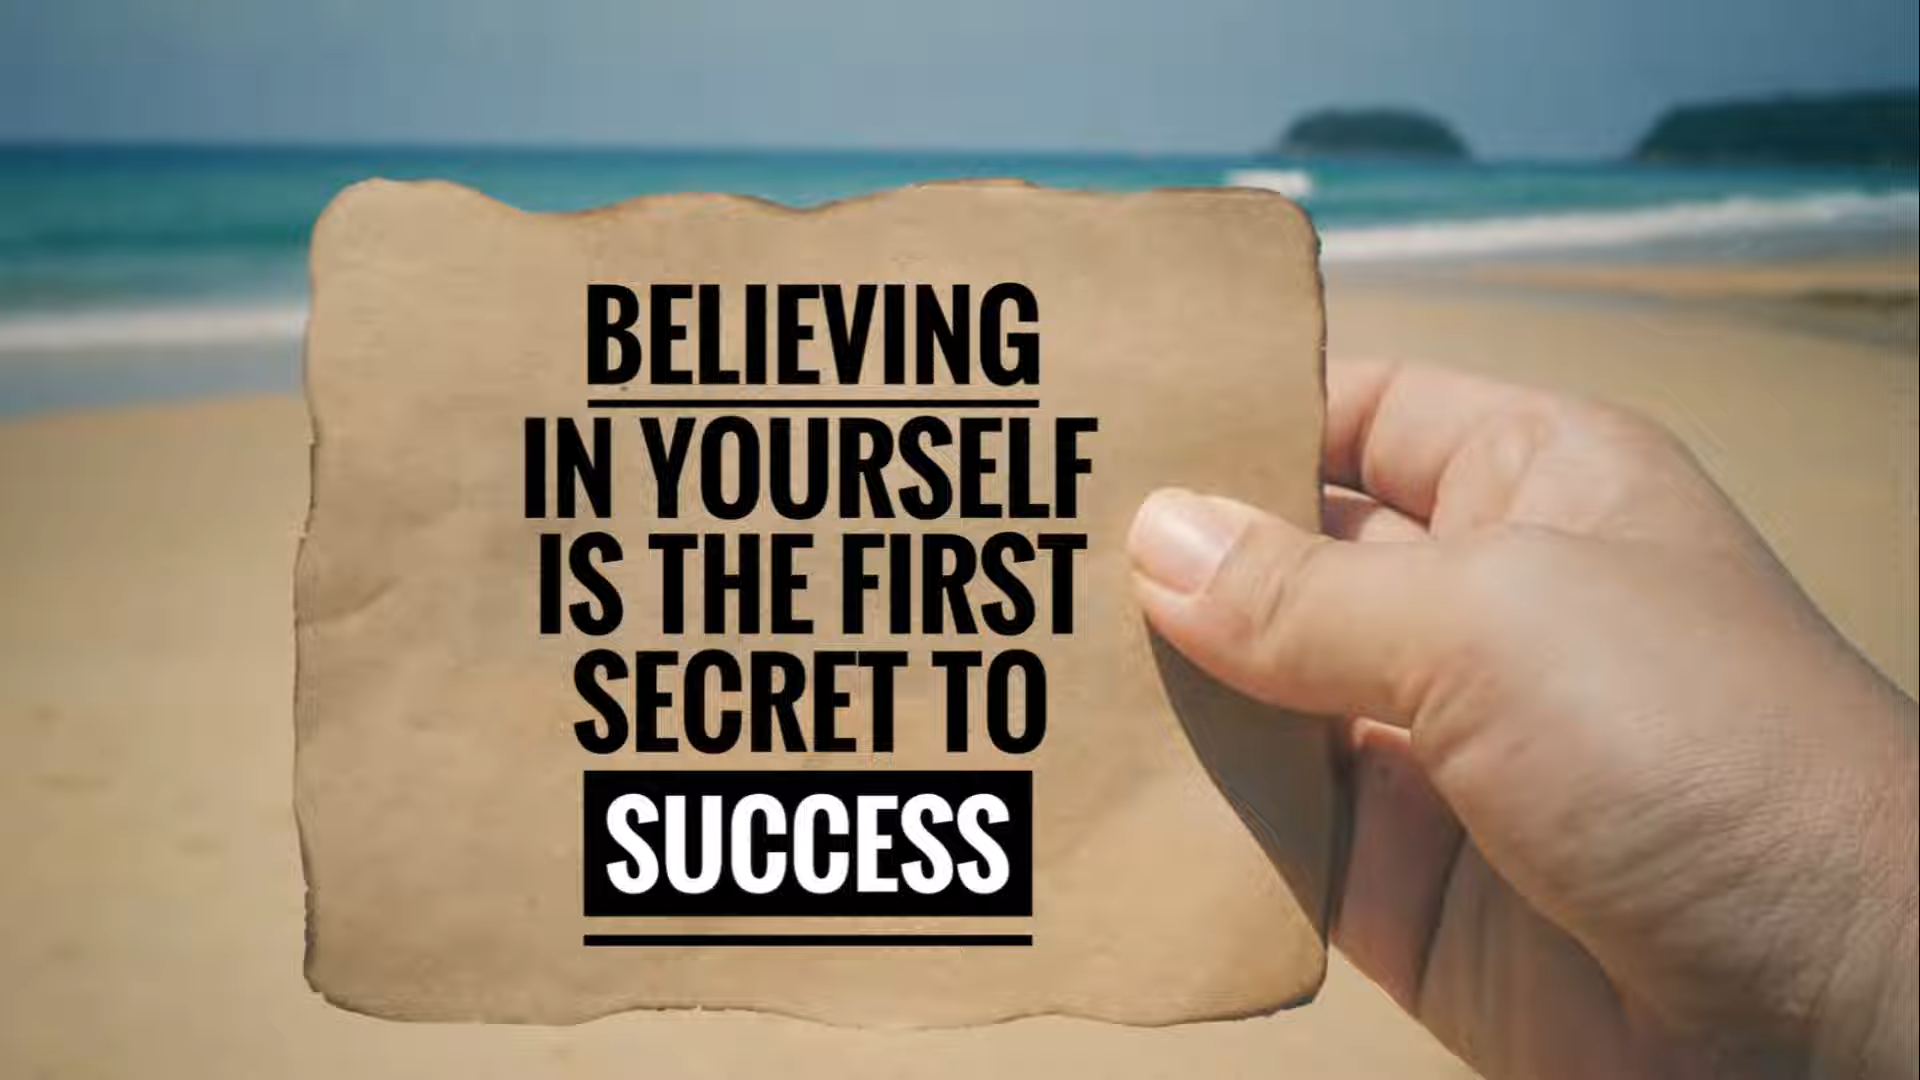 BELIEVING
IN YOURSELF
IS THE FIRST
SECRET TO
SUCCESS